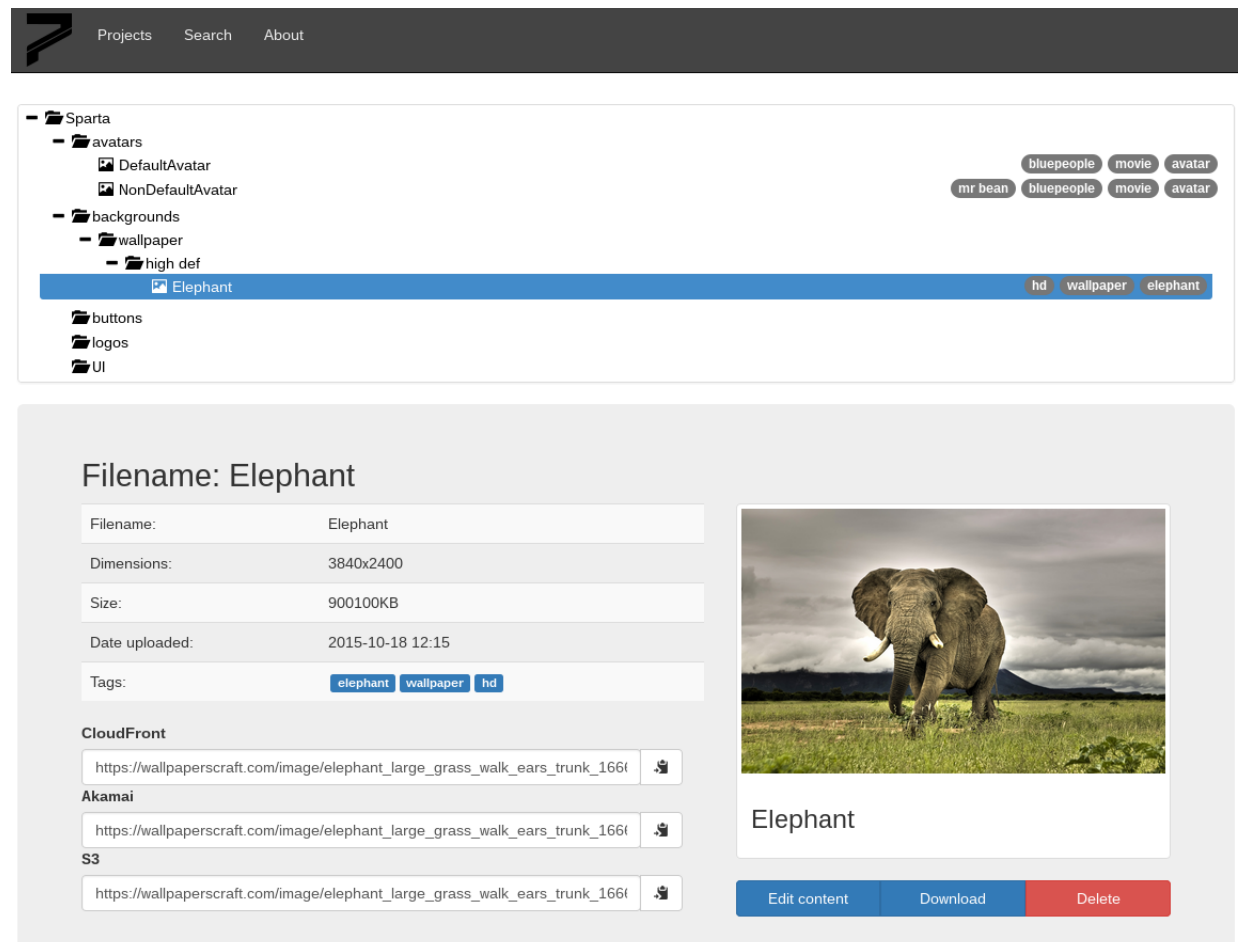 Projects Search About
Sparta
avatars
DefaultAvatar bluepeople movie avatar
NonDefaultAvatar mr bean bluepeople movie avatar
backgrounds
wallpaper
high def
Elephant hd wallpaper elephant
buttons
logos
UI
Filename: Elephant
Filename: Elephant
Dimensions: 3840x2400
Size: 900100KB
Date uploaded: 2015-10-18 12:15
Tags: elephant wallpaper hd
CloudFront
https://wallpaperscraft.com/image/elephant_large_grass_walk_ears_trunk_166
Akamai
https://wallpaperscraft.com/image/elephant_large_grass_walk_ears_trunk_166
S3
https://wallpaperscraft.com/image/elephant_large_grass_walk_ears_trunk_166
Elephant
Edit content Download Delete